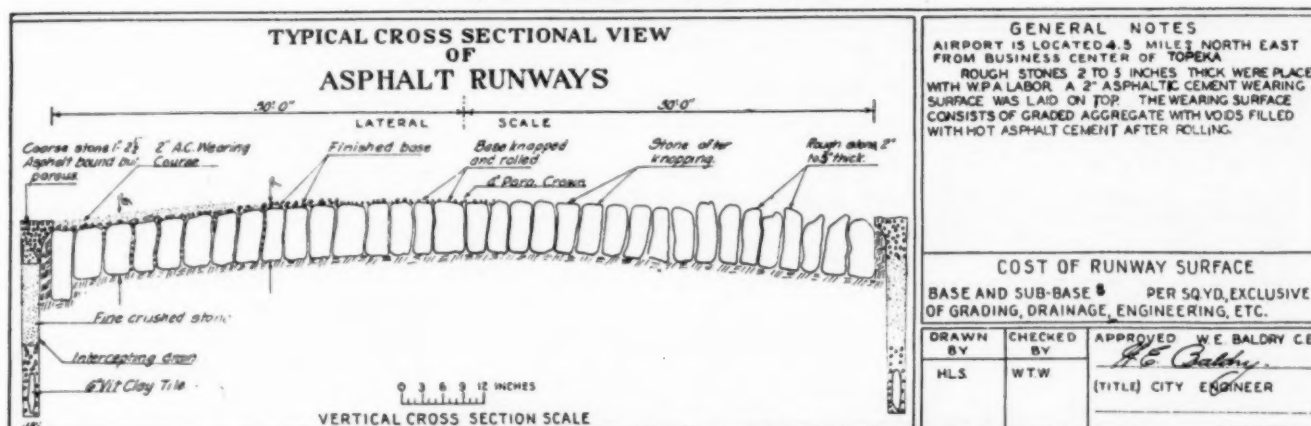 TYPICAL CROSS SECTIONAL VIEW
OF
ASPHALT RUNWAYS
50'-0" 50'-0"
LATERAL SCALE
Coarse stone 1"-2½"
Asphalt bound but
porous
2" A.C. Wearing
Course
Finished base
Base knapped
and rolled
4" Para. Crown
Stone after
knapping.
Rough stone, 2"
to 5" thick.
Fine crushed stone
Intercepting drain
6" Vit Clay Tile
0 3 6 9 12 INCHES
VERTICAL CROSS SECTION SCALE
GENERAL NOTES
AIRPORT IS LOCATED 4.5 MILES NORTH EAST
FROM BUSINESS CENTER OF TOPEKA
ROUGH STONES 2 TO 5 INCHES THICK WERE PLACE
WITH W.P.A LABOR. A 2" ASPHALTIC CEMENT WEARING
SURFACE WAS LAID ON TOP. THE WEARING SURFACE
CONSISTS OF GRADED AGGREGATE WITH VOIDS FILLED
WITH HOT ASPHALT CEMENT AFTER ROLLING.
COST OF RUNWAY SURFACE
BASE AND SUB-BASE $ PER SQ.YD., EXCLUSIVE
OF GRADING, DRAINAGE, ENGINEERING, ETC.
DRAWN
BY
HLS.
CHECKED
BY
W.T.W
APPROVED W.E. BALDRY C.E
W.E. Baldry.
(TITLE) CITY ENGINEER